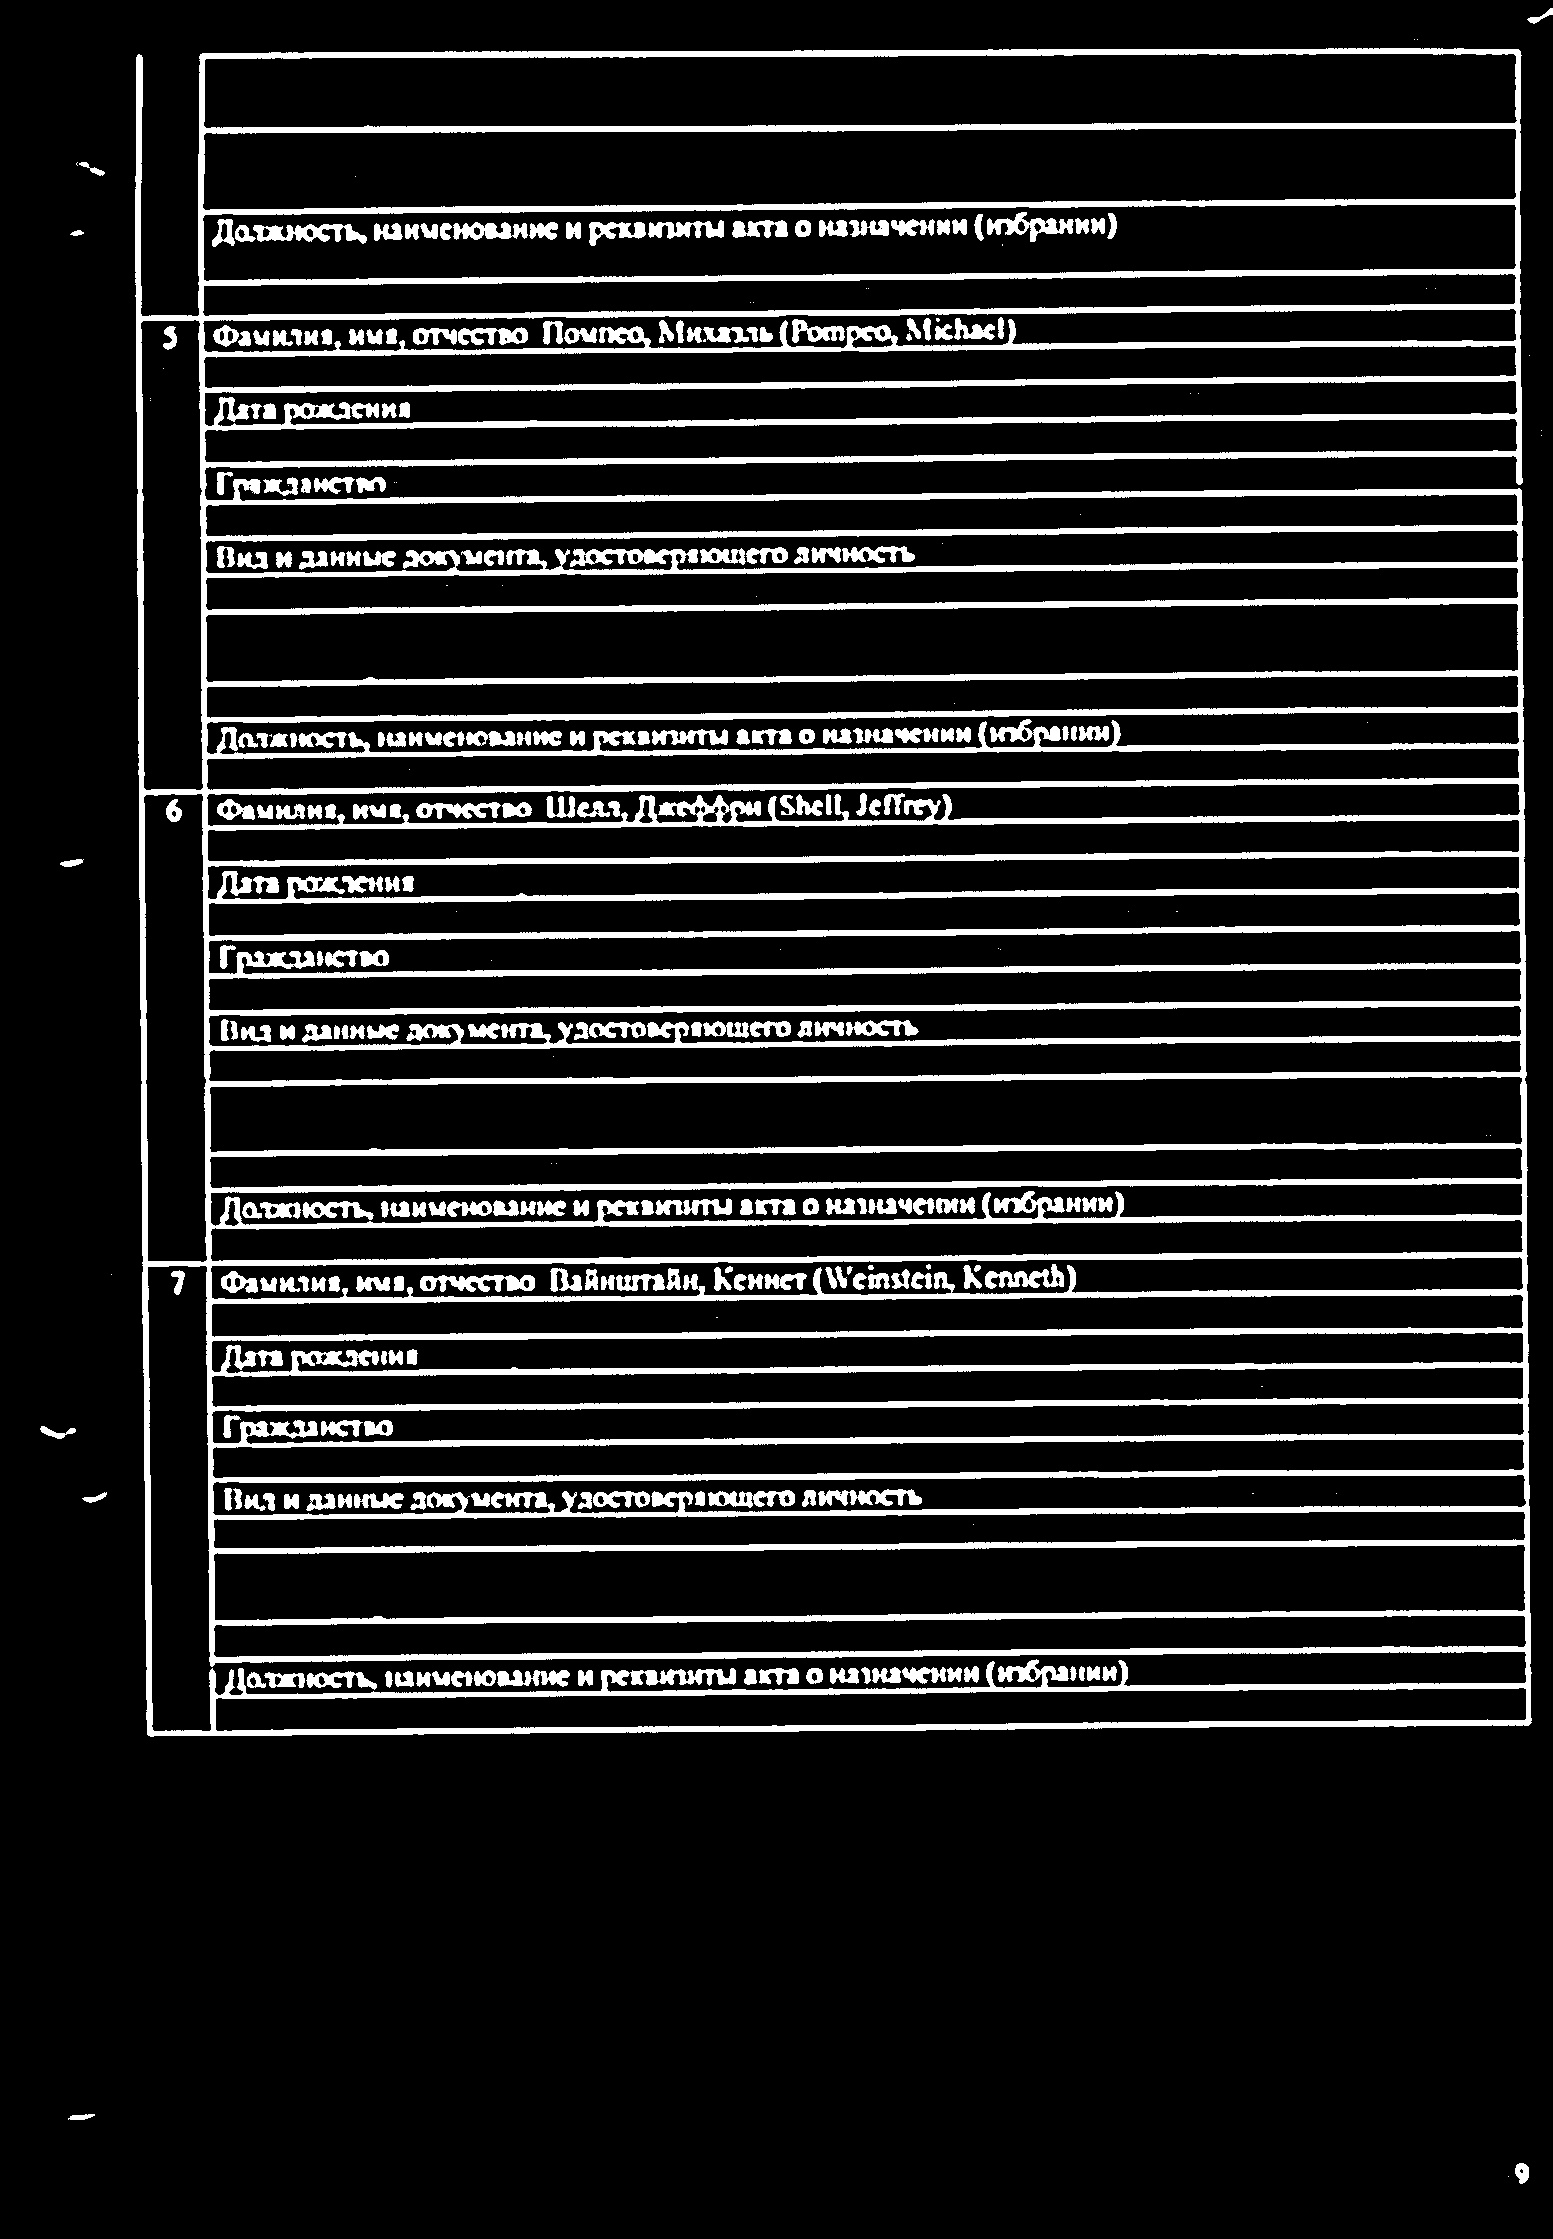 Должность, наименование и реквизиты акта о назначении (избрании)
5 Фамилия, имя, отчество Помпео, Михаэль (Pompeo, Michael)
Дата рождения
Гражданство
Вид и данные документа, удостоверяющего личность
Должность, наименование и реквизиты акта о назначении (избрании)
6 Фамилия, имя, отчество Шелл, Джеффри (Shell, Jeffrey)
Дата рождения
Гражданство
Вид и данные документа, удостоверяющего личность
Должность, наименование и реквизиты акта о назначении (избрании)
7 Фамилия, имя, отчество Вайнштайн, Кеннет (Weinstein, Kenneth)
Дата рождения
Гражданство
Вид и данные документа, удостоверяющего личность
Должность, наименование и реквизиты акта о назначении (избрании)
9